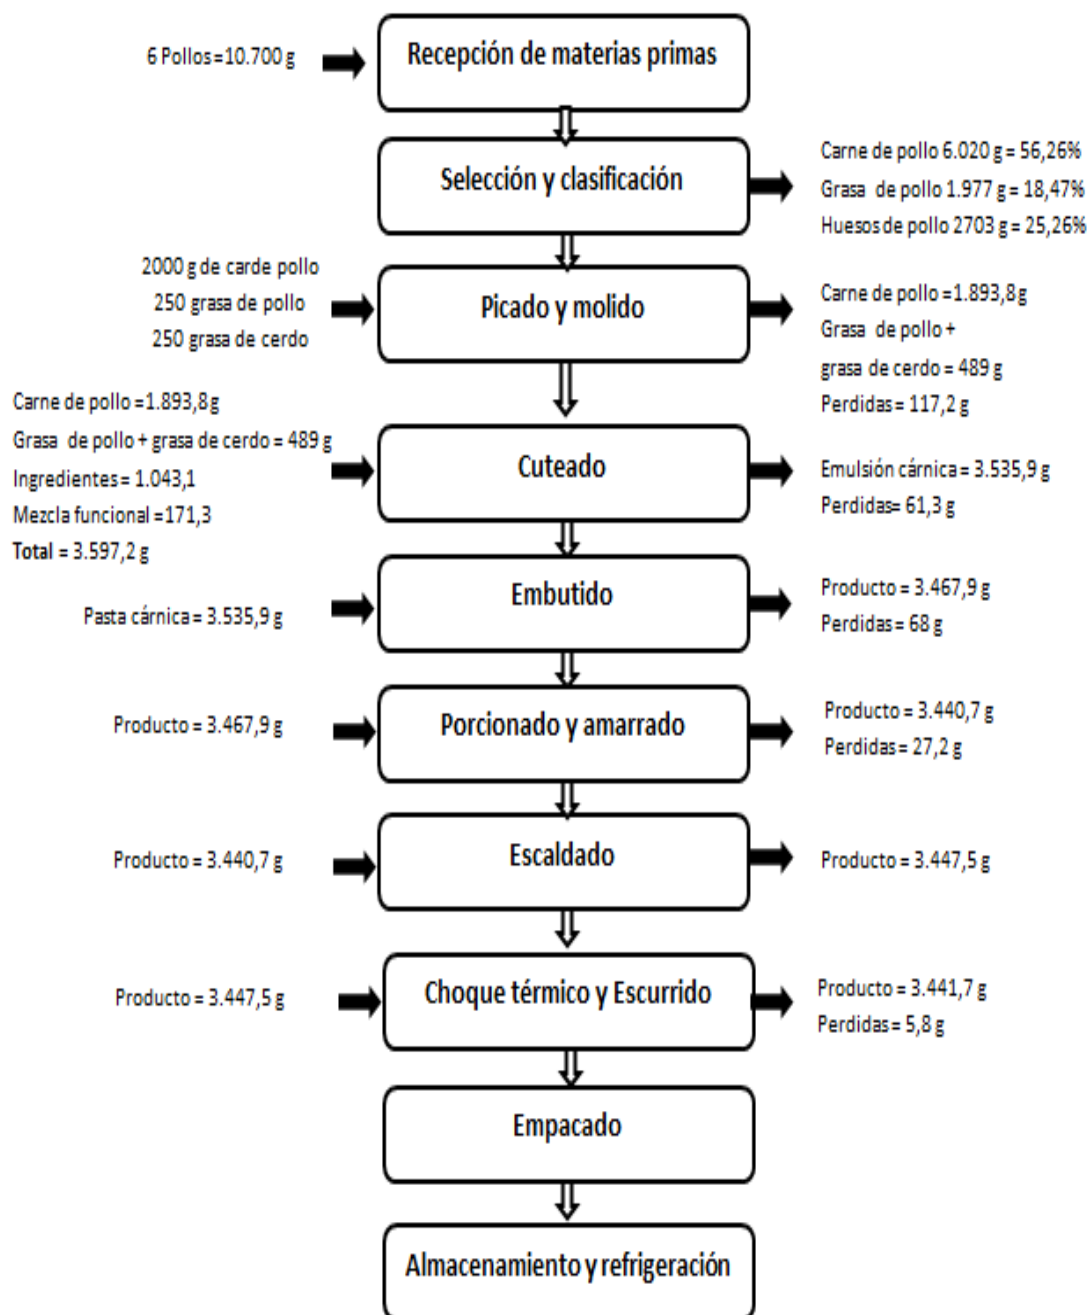 6 Pollos =10.700 g
Recepción de materias primas
Selección y clasificación
Carne de pollo 6.020 g = 56,26%
Grasa de pollo 1.977 g = 18,47%
Huesos de pollo 2703 g = 25,26%
2000 g de carde pollo
250 grasa de pollo
250 grasa de cerdo
Picado y molido
Carne de pollo =1.893,8 g
Grasa de pollo +
grasa de cerdo = 489 g
Perdidas = 117,2 g
Carne de pollo =1.893,8 g
Grasa de pollo + grasa de cerdo = 489 g
Ingredientes = 1.043,1
Mezcla funcional =171,3
Total = 3.597,2 g
Cuteado
Emulsión cárnica = 3.535,9 g
Perdidas= 61,3 g
Pasta cárnica = 3.535,9 g
Embutido
Producto = 3.467,9 g
Perdidas = 68 g
Producto = 3.467,9 g
Porcionado y amarrado
Producto = 3.440,7 g
Perdidas = 27,2 g
Producto = 3.440,7 g
Escaldado
Producto = 3.447,5 g
Producto = 3.447,5 g
Choque térmico y Escurrido
Producto = 3.441,7 g
Perdidas = 5,8 g
Empacado
Almacenamiento y refrigeración